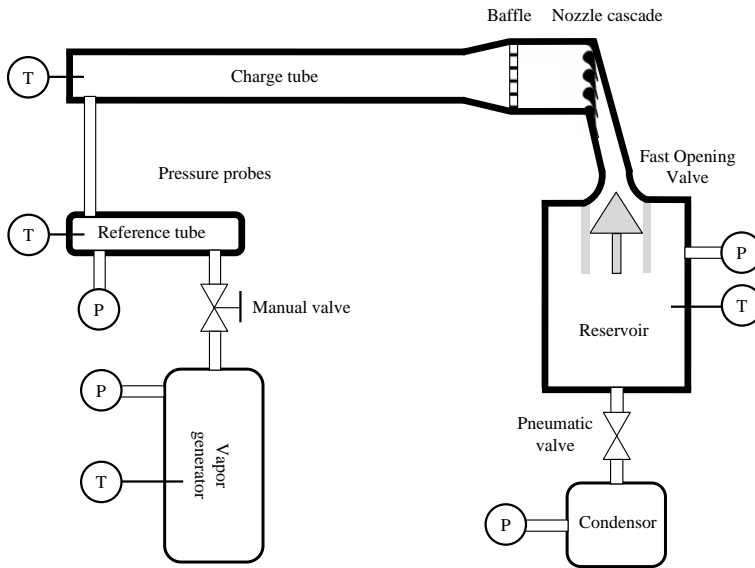 Baffle
Nozzle cascade
T
Charge tube
Fast Opening
Valve
Pressure probes
T
Reference tube
P
P
Manual valve
T
Reservoir
P
Vapor
generator
T
Pneumatic
valve
P
Condensor